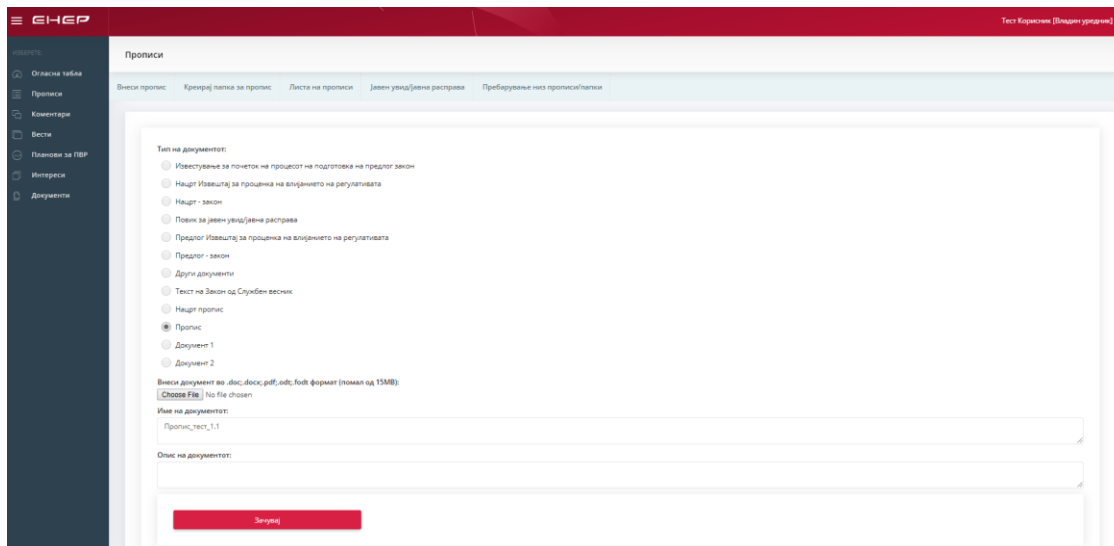 ЕНЕР
Тест Корисник [Владин уредник]
ИЗБЕРЕТЕ
Огласна табла
Прописи
Коментари
Вести
Планови за ПВР
Интереси
Документи
Прописи
Внеси пропис Креирај папка за пропис Листа на прописи Јавен увид/јавна расправа Пребарување низ прописи/папки
Тип на документот:
Известување за почеток на процесот на подготовка на предлог закон
Нацрт Извештај за проценка на влијанието на регулативата
Нацрт - закон
Повик за јавен увид/јавна расправа
Предлог Извештај за проценка на влијанието на регулативата
Предлог - закон
Други документи
Текст на Закон од Службен весник
Нацрт пропис
Пропис
Документ 1
Документ 2
Внеси документ во .doc;.docx;.pdf;.odt;.fodt формат (помал од 15MB):
Choose File No file chosen
Име на документот:
Пропис_тест_1.1
Опис на документот:
Зачувај